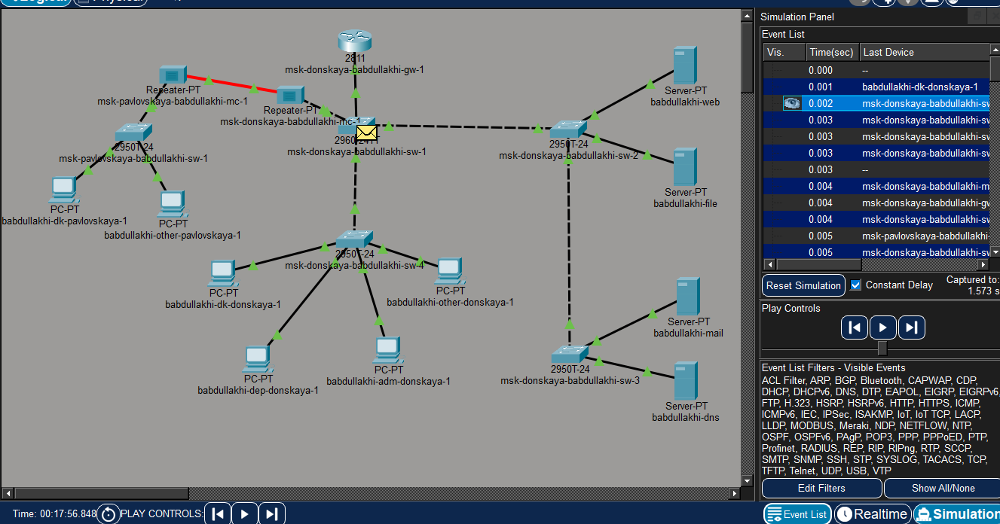 Logical
Physical
2811
msk-donskaya-babdullakhi-gw-1
Repeater-PT
msk-pavlovskaya-babdullakhi-mc-1
Repeater-PT
msk-donskaya-babdullakhi-mc-1
msk-donskaya-babdullakhi-sw-1
2950T-24
msk-pavlovskaya-babdullakhi-sw-1
PC-PT
babdullakhi-dk-pavlovskaya-1
PC-PT
babdullakhi-other-pavlovskaya-1
2950T-24
msk-donskaya-babdullakhi-sw-2
Server-PT
babdullakhi-web
Server-PT
babdullakhi-file
2950T-24
msk-donskaya-babdullakhi-sw-4
PC-PT
babdullakhi-dk-donskaya-1
PC-PT
babdullakhi-other-donskaya-1
PC-PT
babdullakhi-dep-donskaya-1
PC-PT
babdullakhi-adm-donskaya-1
2950T-24
msk-donskaya-babdullakhi-sw-3
Server-PT
babdullakhi-mail
Server-PT
babdullakhi-dns
Time: 00:17:56.848 PLAY CONTROLS:
Simulation Panel
Event List
Vis. Time(sec) Last Device
0.000 --
0.001 babdullakhi-dk-donskaya-1
0.002 msk-donskaya-babdullakhi-sw
0.003 msk-donskaya-babdullakhi-sw
0.003 msk-donskaya-babdullakhi-sw
0.003 msk-donskaya-babdullakhi-sw
0.003 --
0.004 msk-donskaya-babdullakhi-m
0.004 msk-donskaya-babdullakhi-gw
0.004 msk-donskaya-babdullakhi-sw
0.005 msk-pavlovskaya-babdullakhi-
0.005 msk-donskaya-babdullakhi-sw
Reset Simulation Constant Delay Captured to:
1.573 s
Play Controls
Event List Filters - Visible Events
ACL Filter, ARP, BGP, Bluetooth, CAPWAP, CDP,
DHCP, DHCPv6, DNS, DTP, EAPOL, EIGRP, EIGRPv6,
FTP, H.323, HSRP, HSRPv6, HTTP, HTTPS, ICMP,
ICMPv6, IEC, IPSec, ISAKMP, IoT, IoT TCP, LACP,
LLDP, MODBUS, Meraki, NDP, NETFLOW, NTP,
OSPF, OSPFv6, PAgP, POP3, PPP, PPPoED, PTP,
Profinet, RADIUS, REP, RIP, RIPng, RTP, SCCP,
SMTP, SNMP, SSH, STP, SYSLOG, TACACS, TCP,
TFTP, Telnet, UDP, USB, VTP
Edit Filters Show All/None
Event List Realtime Simulation